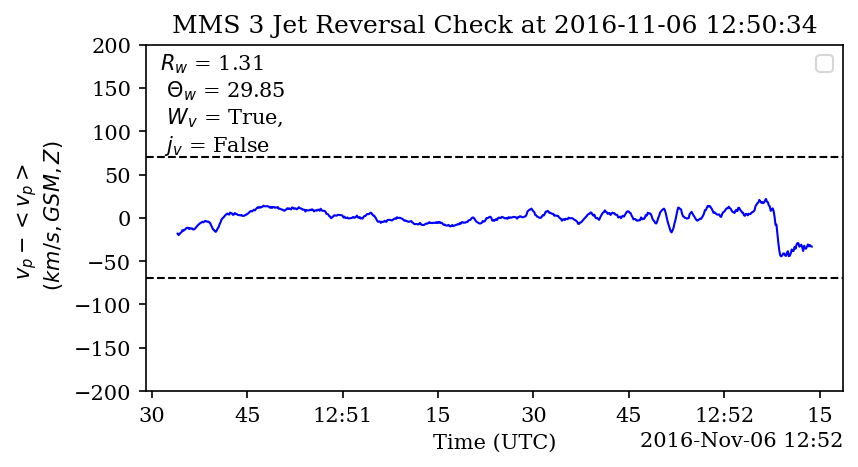 MMS 3 Jet Reversal Check at 2016-11-06 12:50:34
R_w = 1.31
Θ_w = 29.85
W_v = True,
j_v = False
v_p − < v_p >
(km/s, GSM, Z)
200
150
100
50
0
−50
−100
−150
−200
30 45 12:51 15 30 45 12:52 15
Time (UTC) 2016-Nov-06 12:52